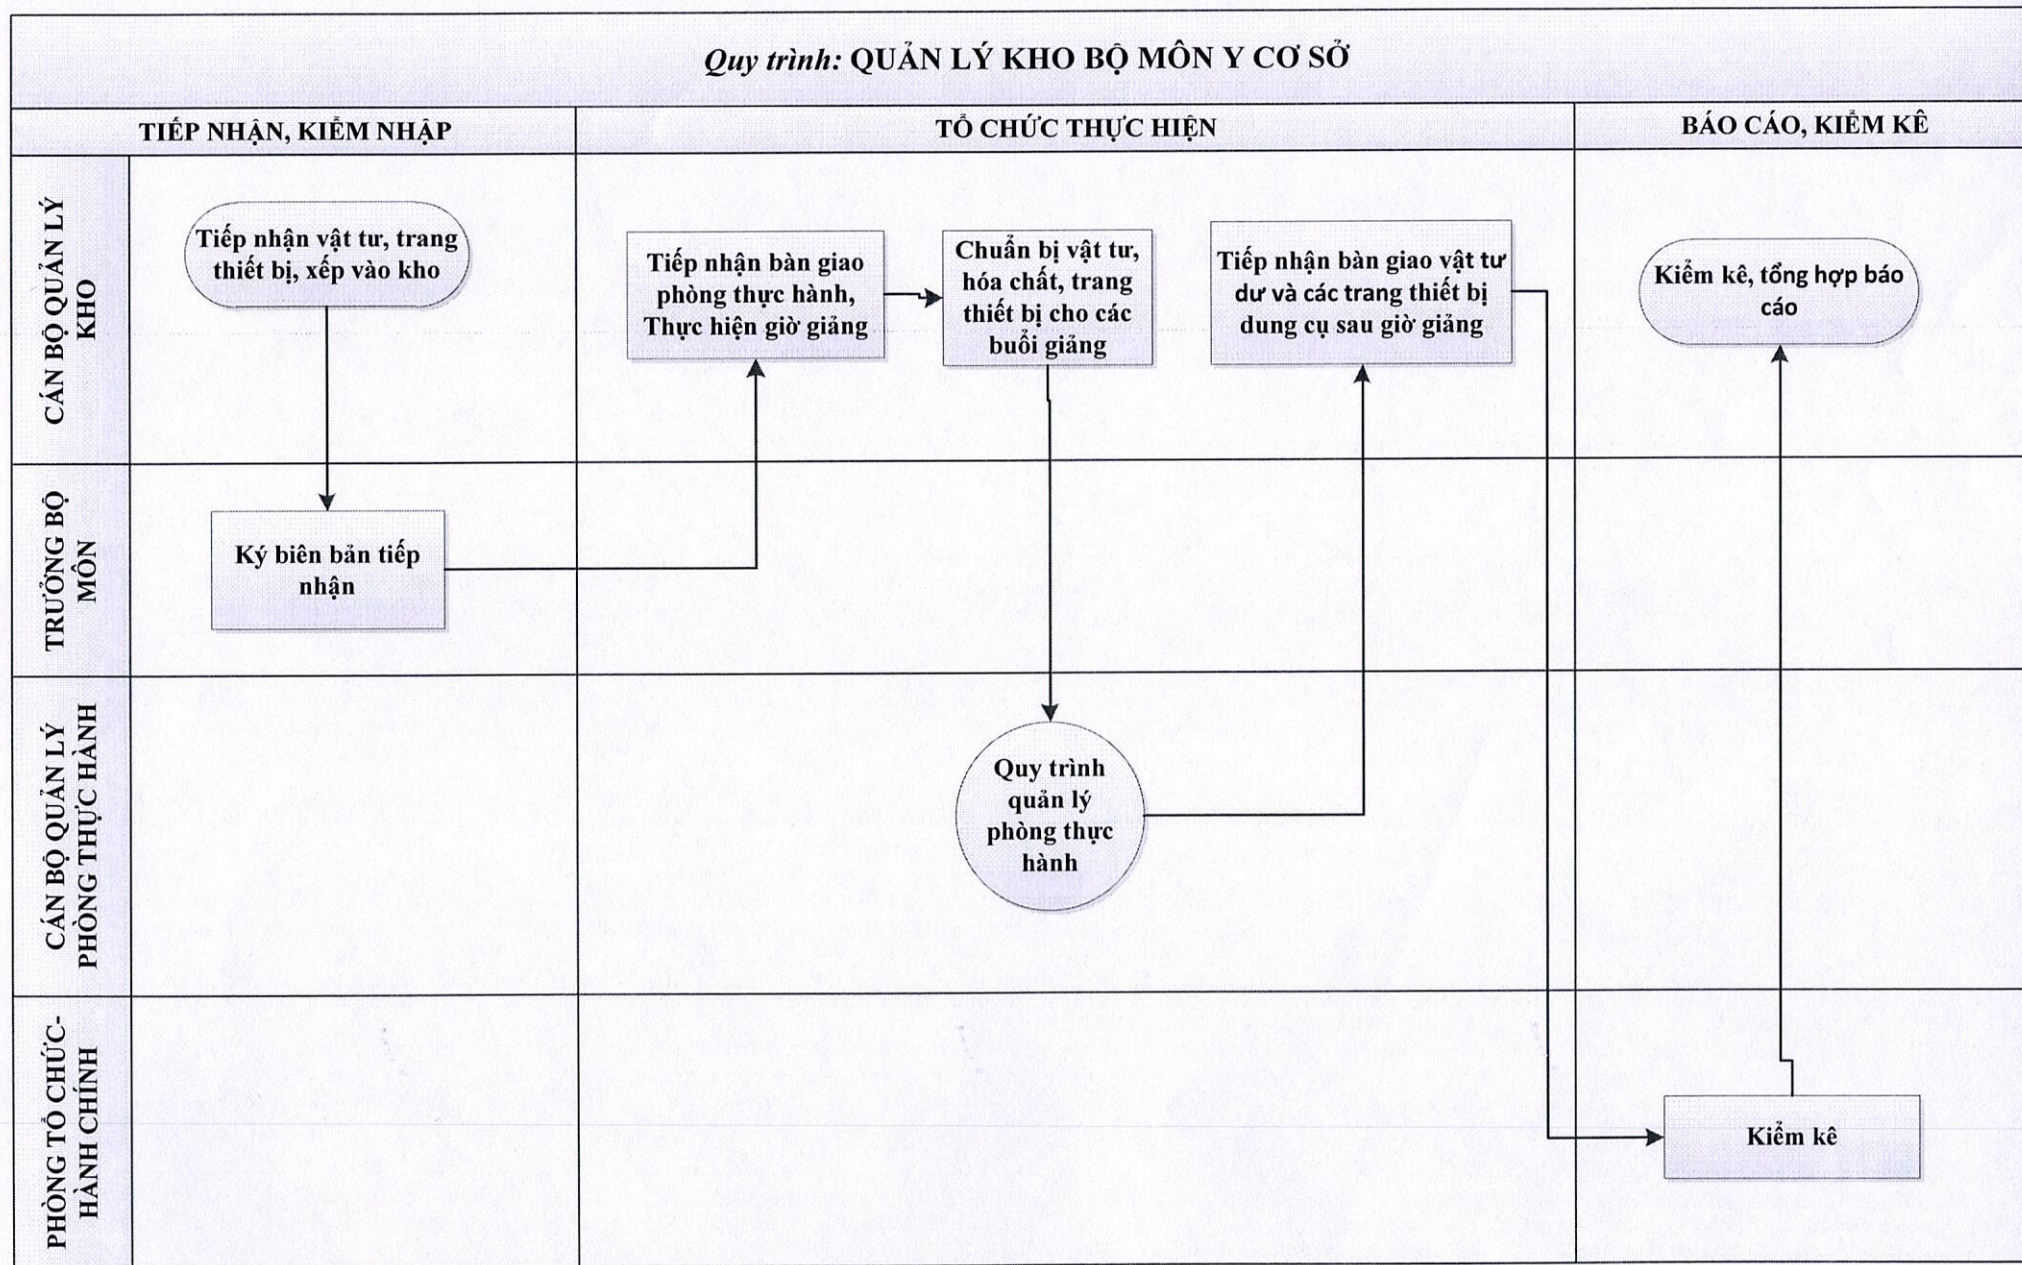 Quy trình: QUẢN LÝ KHO BỘ MÔN Y CƠ SỞ
TIẾP NHẬN, KIỂM NHẬP
TỔ CHỨC THỰC HIỆN
BÁO CÁO, KIỂM KÊ
CÁN BỘ QUẢN LÝ
KHO
Tiếp nhận vật tư, trang
thiết bị, xếp vào kho
Tiếp nhận bàn giao
phòng thực hành,
Thực hiện giờ giảng
Chuẩn bị vật tư,
hóa chất, trang
thiết bị cho các
buổi giảng
Tiếp nhận bàn giao vật tư
dư và các trang thiết bị
dung cụ sau giờ giảng
Kiểm kê, tổng hợp báo
cáo
TRƯỞNG BỘ
MÔN
Ký biên bản tiếp
nhận
CÁN BỘ QUẢN LÝ
PHÒNG THỰC HÀNH
Quy trình
quản lý
phòng thực
hành
PHÒNG TỔ CHỨC-
HÀNH CHÍNH
Kiểm kê